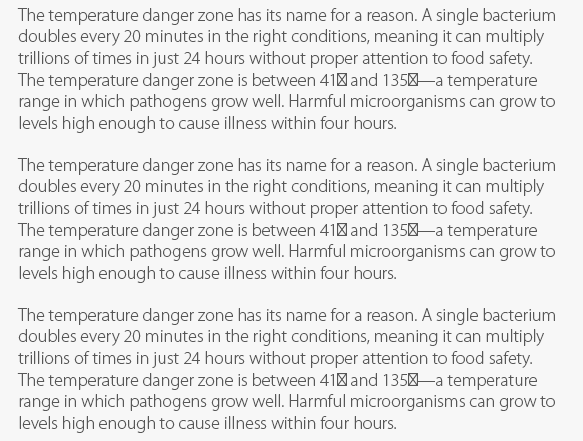 The temperature danger zone has its name for a reason. A single bacterium
doubles every 20 minutes in the right conditions, meaning it can multiply
trillions of times in just 24 hours without proper attention to food safety.
The temperature danger zone is between 41☒ and 135☒—a temperature
range in which pathogens grow well. Harmful microorganisms can grow to
levels high enough to cause illness within four hours.
The temperature danger zone has its name for a reason. A single bacterium
doubles every 20 minutes in the right conditions, meaning it can multiply
trillions of times in just 24 hours without proper attention to food safety.
The temperature danger zone is between 41☒ and 135☒—a temperature
range in which pathogens grow well. Harmful microorganisms can grow to
levels high enough to cause illness within four hours.
The temperature danger zone has its name for a reason. A single bacterium
doubles every 20 minutes in the right conditions, meaning it can multiply
trillions of times in just 24 hours without proper attention to food safety.
The temperature danger zone is between 41☒ and 135☒—a temperature
range in which pathogens grow well. Harmful microorganisms can grow to
levels high enough to cause illness within four hours.